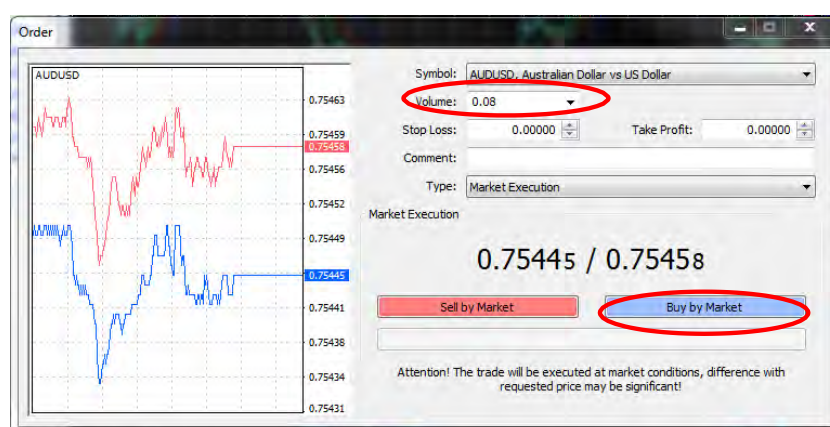 Order
AUDUSD
0.75463
0.75459
0.75458
0.75456
0.75452
0.75449
0.75445
0.75441
0.75438
0.75434
0.75431
Symbol: AUDUSD, Australian Dollar vs US Dollar
Volume: 0.08
Stop Loss: 0.00000 Take Profit: 0.00000
Comment:
Type: Market Execution
Market Execution
0.75445 / 0.75458
Sell by Market Buy by Market
Attention! The trade will be executed at market conditions, difference with
requested price may be significant!